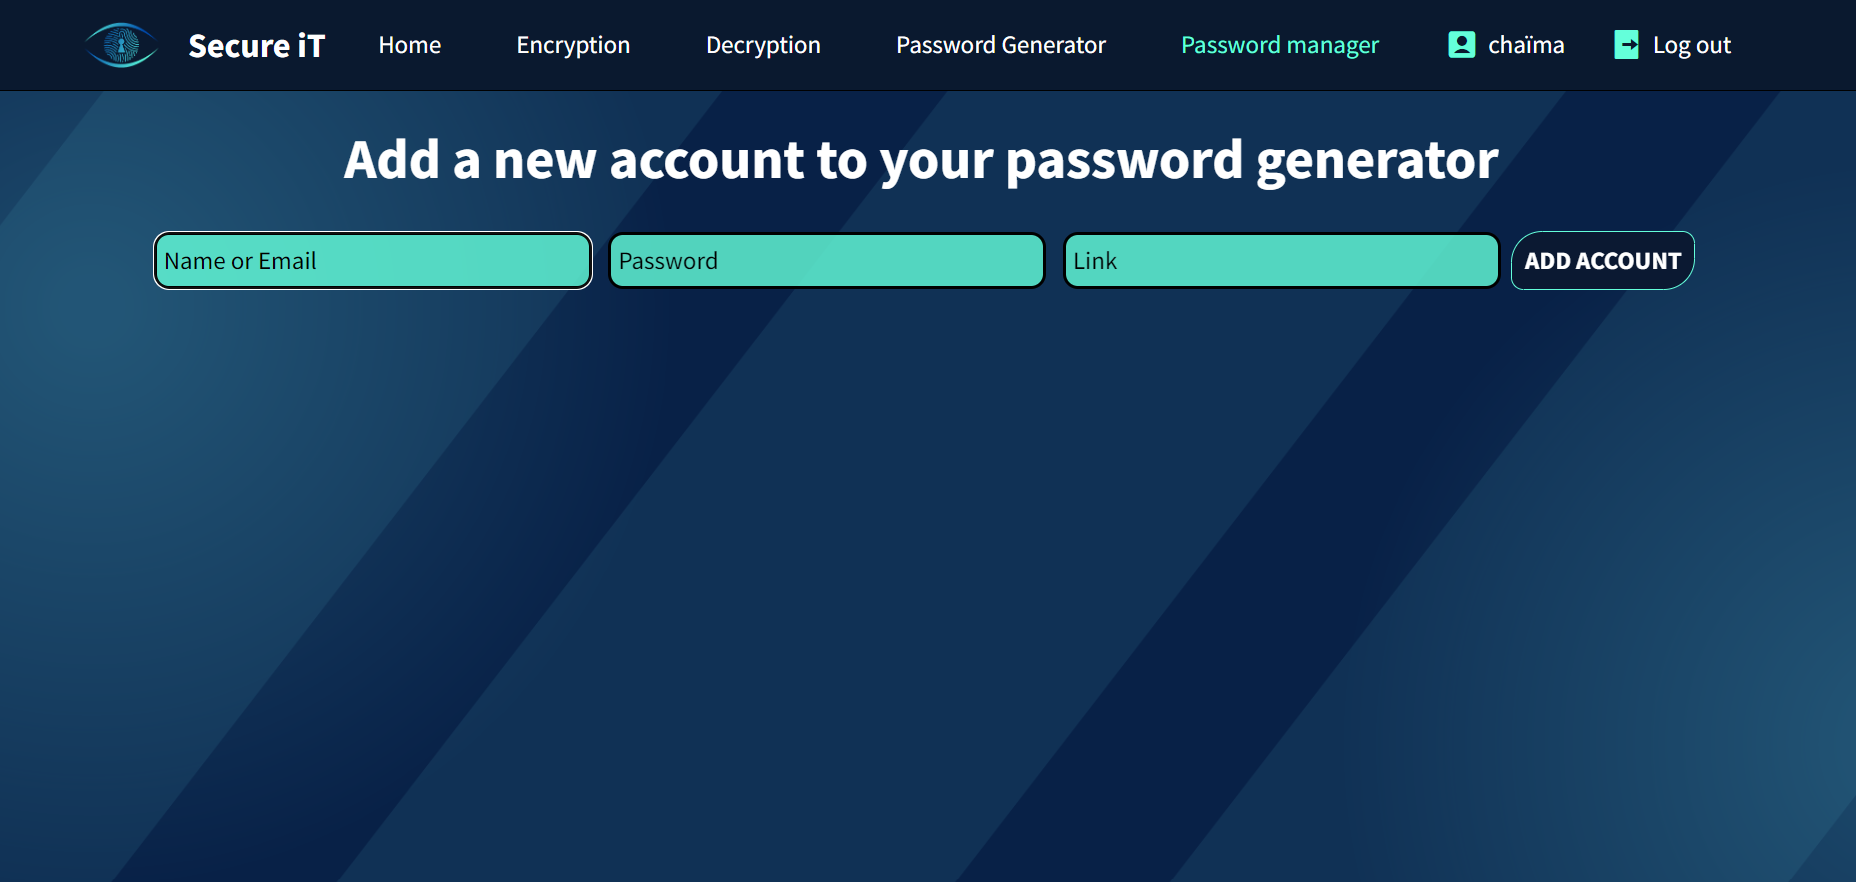 Secure iT Home Encryption Decryption Password Generator Password manager chaïma Log out
Add a new account to your password generator
Name or Email Password Link ADD ACCOUNT